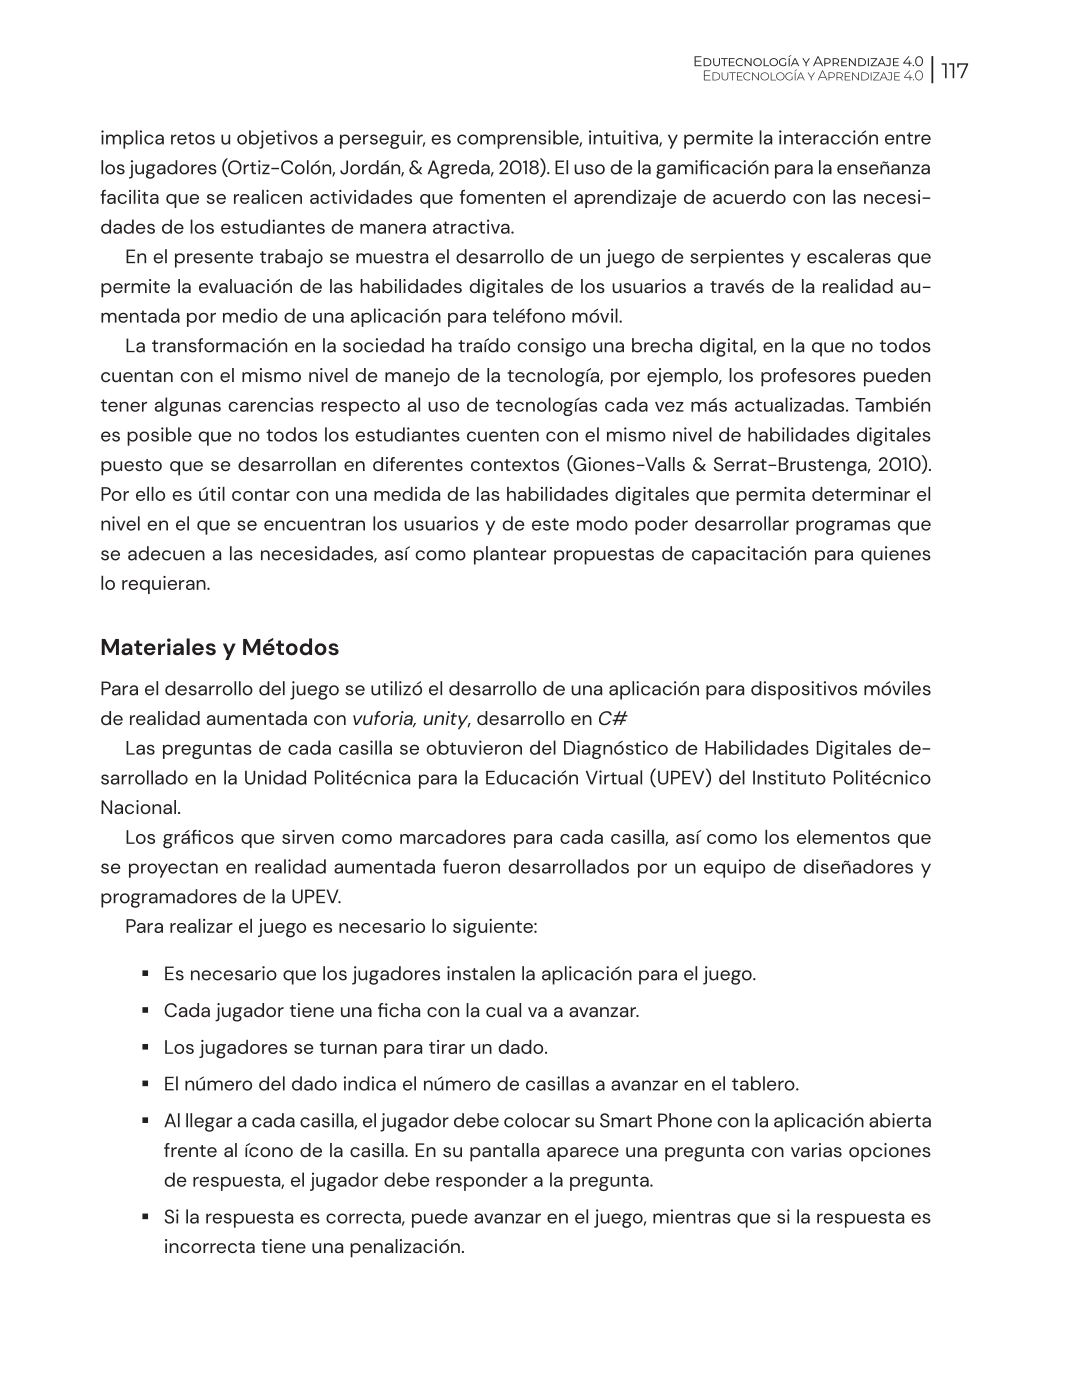 Edutecnología y Aprendizaje 4.0
Edutecnología y Aprendizaje 4.0
117
implica retos u objetivos a perseguir, es comprensible, intuitiva, y permite la interacción entre
los jugadores (Ortiz-Colón, Jordán, & Agreda, 2018). El uso de la gamificación para la enseñanza
facilita que se realicen actividades que fomenten el aprendizaje de acuerdo con las necesi-
dades de los estudiantes de manera atractiva.
En el presente trabajo se muestra el desarrollo de un juego de serpientes y escaleras que
permite la evaluación de las habilidades digitales de los usuarios a través de la realidad au-
mentada por medio de una aplicación para teléfono móvil.
La transformación en la sociedad ha traído consigo una brecha digital, en la que no todos
cuentan con el mismo nivel de manejo de la tecnología, por ejemplo, los profesores pueden
tener algunas carencias respecto al uso de tecnologías cada vez más actualizadas. También
es posible que no todos los estudiantes cuenten con el mismo nivel de habilidades digitales
puesto que se desarrollan en diferentes contextos (Giones-Valls & Serrat-Brustenga, 2010).
Por ello es útil contar con una medida de las habilidades digitales que permita determinar el
nivel en el que se encuentran los usuarios y de este modo poder desarrollar programas que
se adecuen a las necesidades, así como plantear propuestas de capacitación para quienes
lo requieran.
Materiales y Métodos
Para el desarrollo del juego se utilizó el desarrollo de una aplicación para dispositivos móviles
de realidad aumentada con vuforia, unity, desarrollo en C#
Las preguntas de cada casilla se obtuvieron del Diagnóstico de Habilidades Digitales de-
sarrollado en la Unidad Politécnica para la Educación Virtual (UPEV) del Instituto Politécnico
Nacional.
Los gráficos que sirven como marcadores para cada casilla, así como los elementos que
se proyectan en realidad aumentada fueron desarrollados por un equipo de diseñadores y
programadores de la UPEV.
Para realizar el juego es necesario lo siguiente:
▪ Es necesario que los jugadores instalen la aplicación para el juego.
▪ Cada jugador tiene una ficha con la cual va a avanzar.
▪ Los jugadores se turnan para tirar un dado.
▪ El número del dado indica el número de casillas a avanzar en el tablero.
▪ Al llegar a cada casilla, el jugador debe colocar su Smart Phone con la aplicación abierta
frente al ícono de la casilla. En su pantalla aparece una pregunta con varias opciones
de respuesta, el jugador debe responder a la pregunta.
▪ Si la respuesta es correcta, puede avanzar en el juego, mientras que si la respuesta es
incorrecta tiene una penalización.